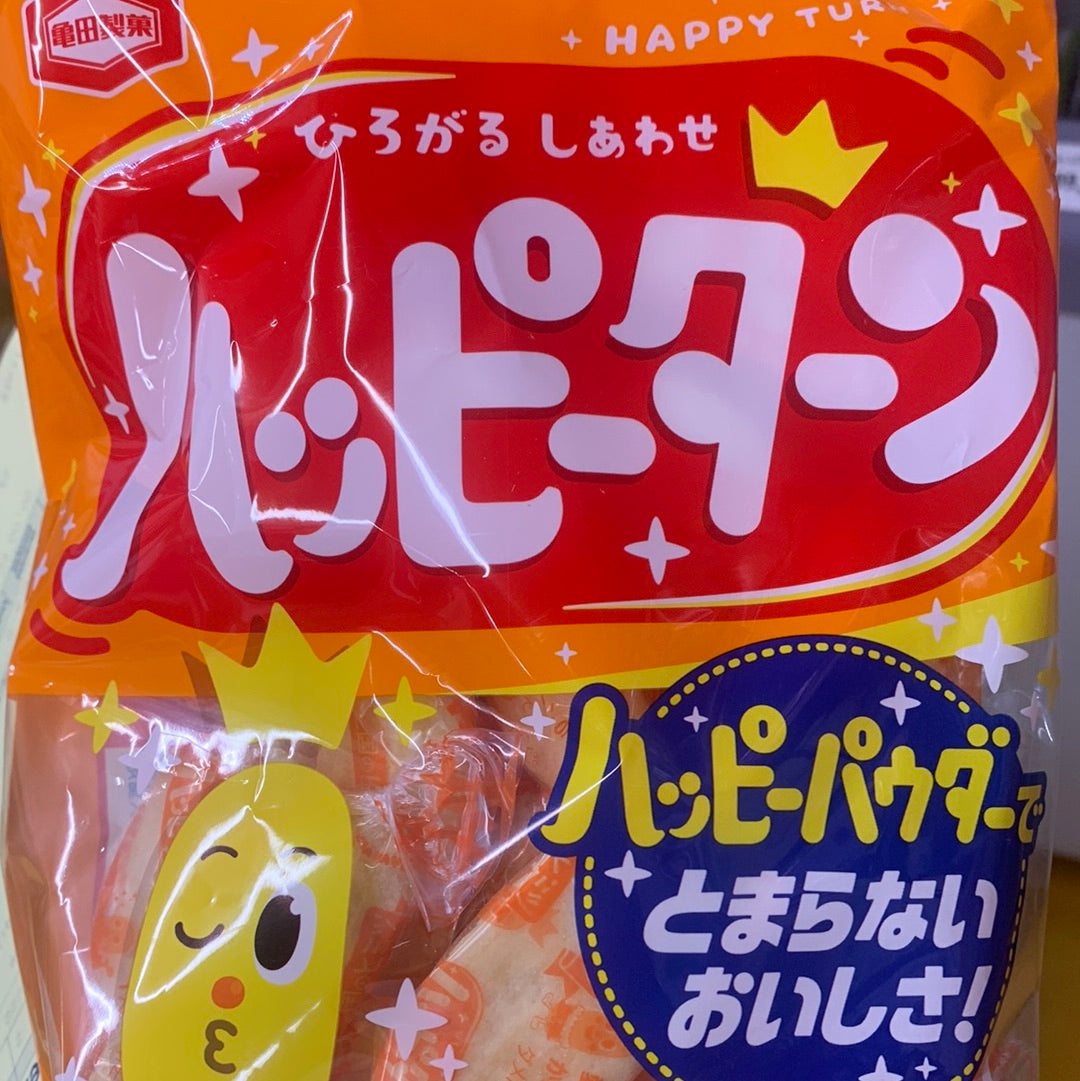 亀田製菓
HAPPY TURN
ひろがる しあわせ
ハッピーターン
ハッピーパウダーで
とまらない
おいしさ!